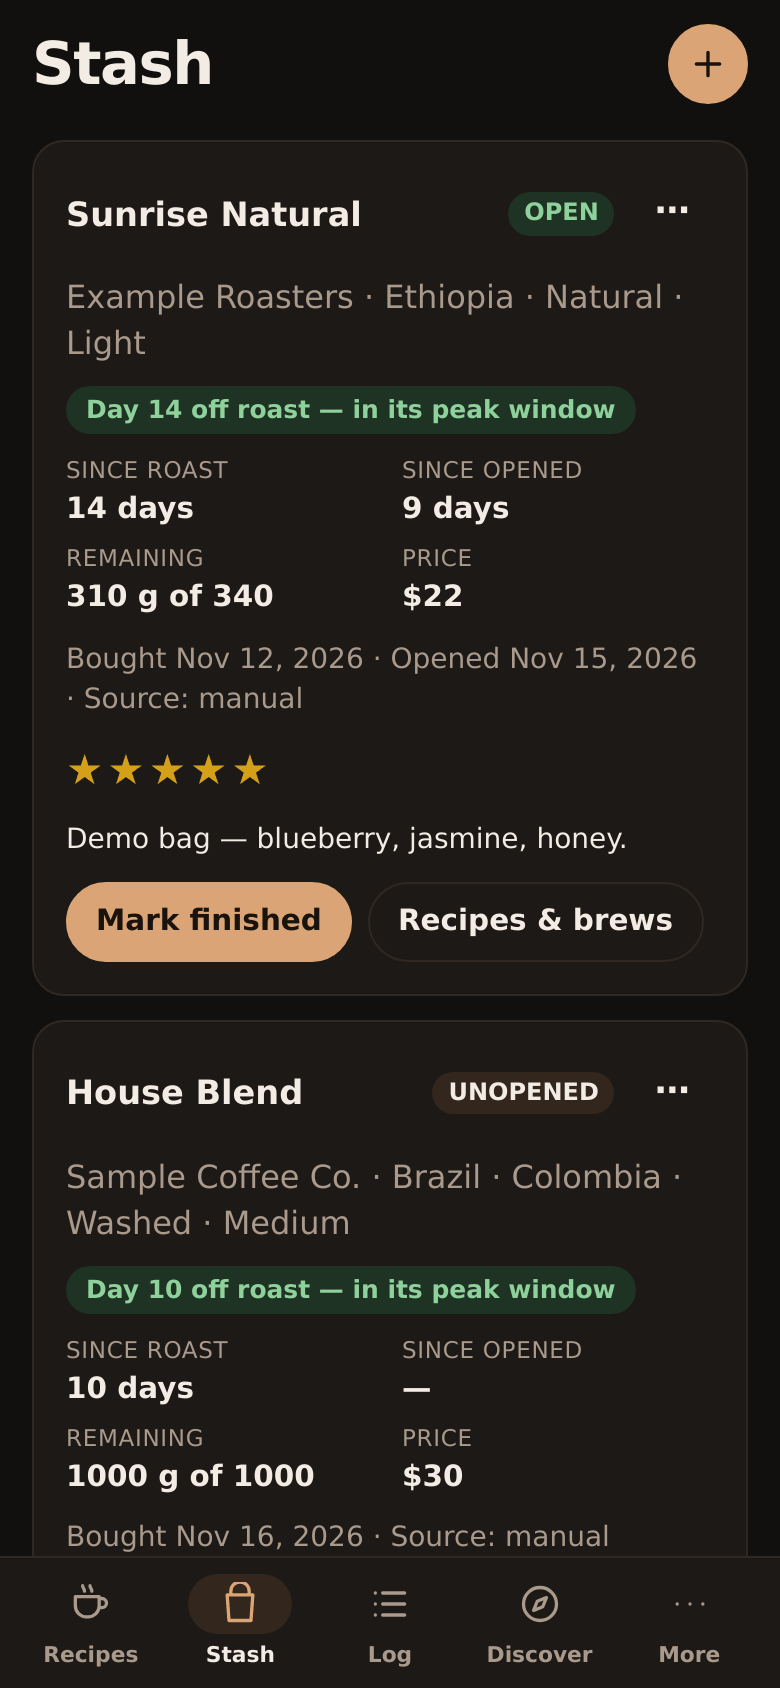 Stash
Sunrise Natural OPEN ...
Example Roasters · Ethiopia · Natural ·
Light
Day 14 off roast — in its peak window
SINCE ROAST SINCE OPENED
14 days 9 days
REMAINING PRICE
310 g of 340 $22
Bought Nov 12, 2026 · Opened Nov 15, 2026
· Source: manual
★★★★★
Demo bag — blueberry, jasmine, honey.
Mark finished Recipes & brews
House Blend UNOPENED ...
Sample Coffee Co. · Brazil · Colombia ·
Washed · Medium
Day 10 off roast — in its peak window
SINCE ROAST SINCE OPENED
10 days —
REMAINING PRICE
1000 g of 1000 $30
Bought Nov 16, 2026 · Source: manual
Recipes Stash Log Discover More